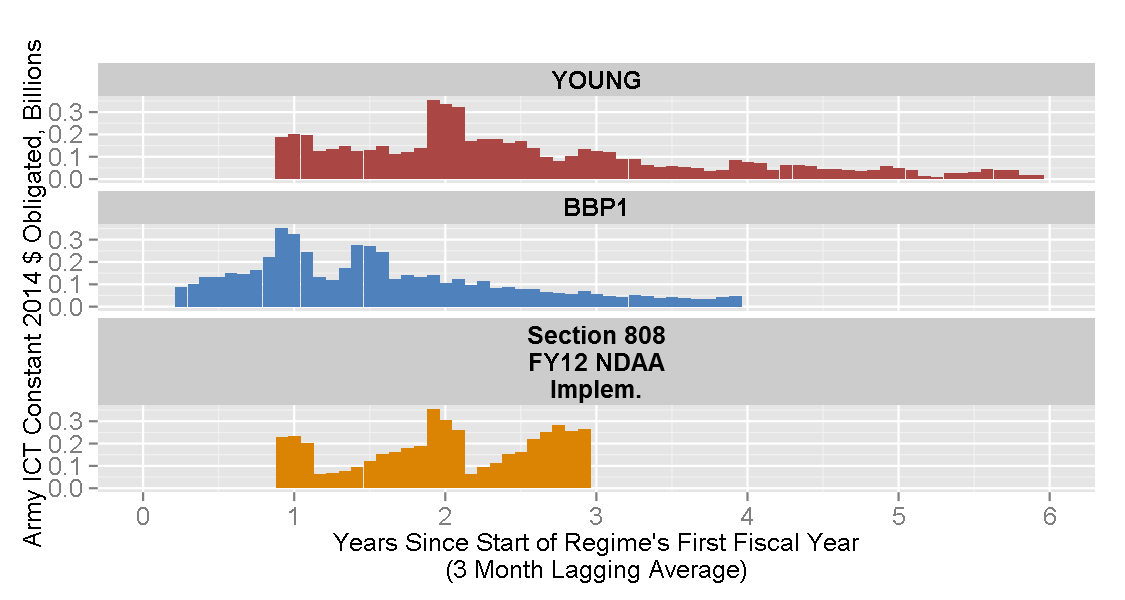 Army ICT Constant 2014 $ Obligated, Billions
YOUNG
0.3
0.2
0.1
0.0
BBP1
0.3
0.2
0.1
0.0
Section 808
FY12 NDAA
Implem.
0.3
0.2
0.1
0.0
0 1 2 3 4 5 6
Years Since Start of Regime's First Fiscal Year
(3 Month Lagging Average)